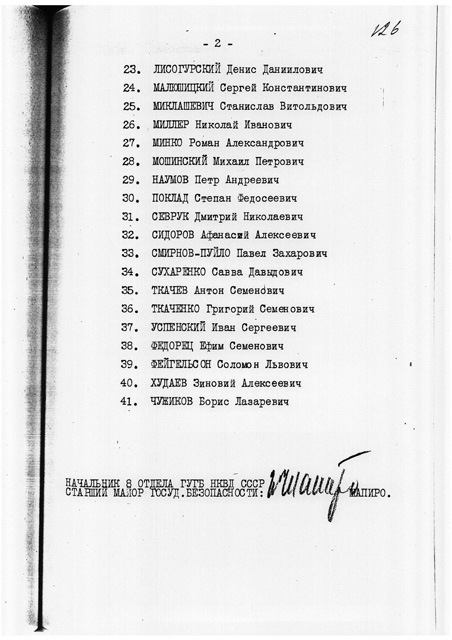 126
- 2 -
23. ЛИСОГУРСКИЙ Денис Даниилович
24. МАЛЮШИЦКИЙ Сергей Константинович
25. МИКЛАШЕВИЧ Станислав Витольдович
26. МИЛЛЕР Николай Иванович
27. МИНКО Роман Александрович
28. МОШИНСКИЙ Михаил Петрович
29. НАУМОВ Петр Андреевич
30. ПОКЛАД Степан Федосеевич
31. СЕВРУК Дмитрий Николаевич
32. СИДОРОВ Афанасий Алексеевич
33. СМИРНОВ-ПУЙЛО Павел Захарович
34. СУХАРЕНКО Савва Давыдович
35. ТКАЧЕВ Антон Семенович
36. ТКАЧЕНКО Григорий Семенович
37. УСПЕНСКИЙ Иван Сергеевич
38. ФЕДОРЕЦ Ефим Семенович
39. ФЕЙГЕЛЬСОН Соломон Львович
40. ХУДАЕВ Зиновий Алексеевич
41. ЧУЖИКОВ Борис Лазаревич
НАЧАЛЬНИК 8 ОТДЕЛА ГУГБ НКВД СССР
СТАРШИЙ МАЙОР ГОСУД.БЕЗОПАСНОСТИ: ШАПИРО.